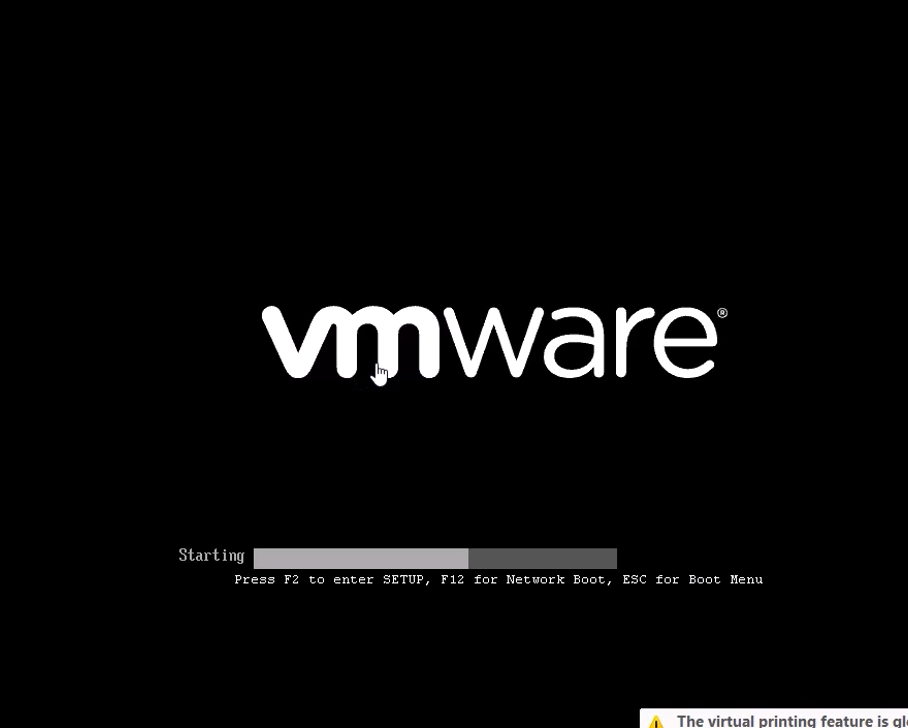 vmware®
Starting
Press F2 to enter SETUP, F12 for Network Boot, ESC for Boot Menu
The virtual printing feature is